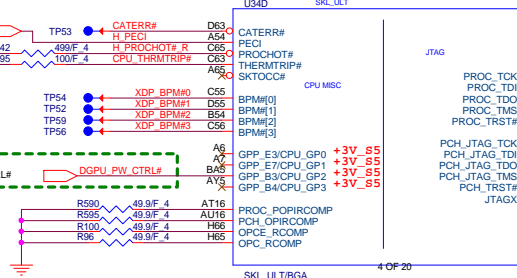 U34D
SKL_ULT
TP53
CATERR#
D63
CATERR#
H_PECI
A54
PECI
JTAG
42
499/F_4
H_PROCHOT#_R
C65
PROCHOT#
95
100/F_4
CPU_THRMTRIP#
C63
THERMTRIP#
A65
SKTOCC#
PROC_TCK
CPU MISC
PROC_TDI
TP54
XDP_BPM#0
C55
BPM#[0]
PROC_TDO
TP52
XDP_BPM#1
D55
BPM#[1]
PROC_TMS
TP59
XDP_BPM#2
B54
BPM#[2]
PROC_TRST#
TP56
XDP_BPM#3
C56
BPM#[3]
PCH_JTAG_TCK
A6
GPP_E3/CPU_GP0
+3V_S5
PCH_JTAG_TDI
A7
GPP_E7/CPU_GP1
+3V_S5
PCH_JTAG_TDO
L#
DGPU_PW_CTRL#
BA5
GPP_B3/CPU_GP2
+3V_S5
PCH_JTAG_TMS
AY5
GPP_B4/CPU_GP3
+3V_S5
PCH_TRST#
JTAGX
R590
49.9/F_4
AT16
PROC_POPIRCOMP
R595
49.9/F_4
AU16
PCH_OPIRCOMP
R100
49.9/F_4
H66
OPCE_RCOMP
R96
49.9/F_4
H65
OPC_RCOMP
4 OF 20
SKL_ULT/BGA